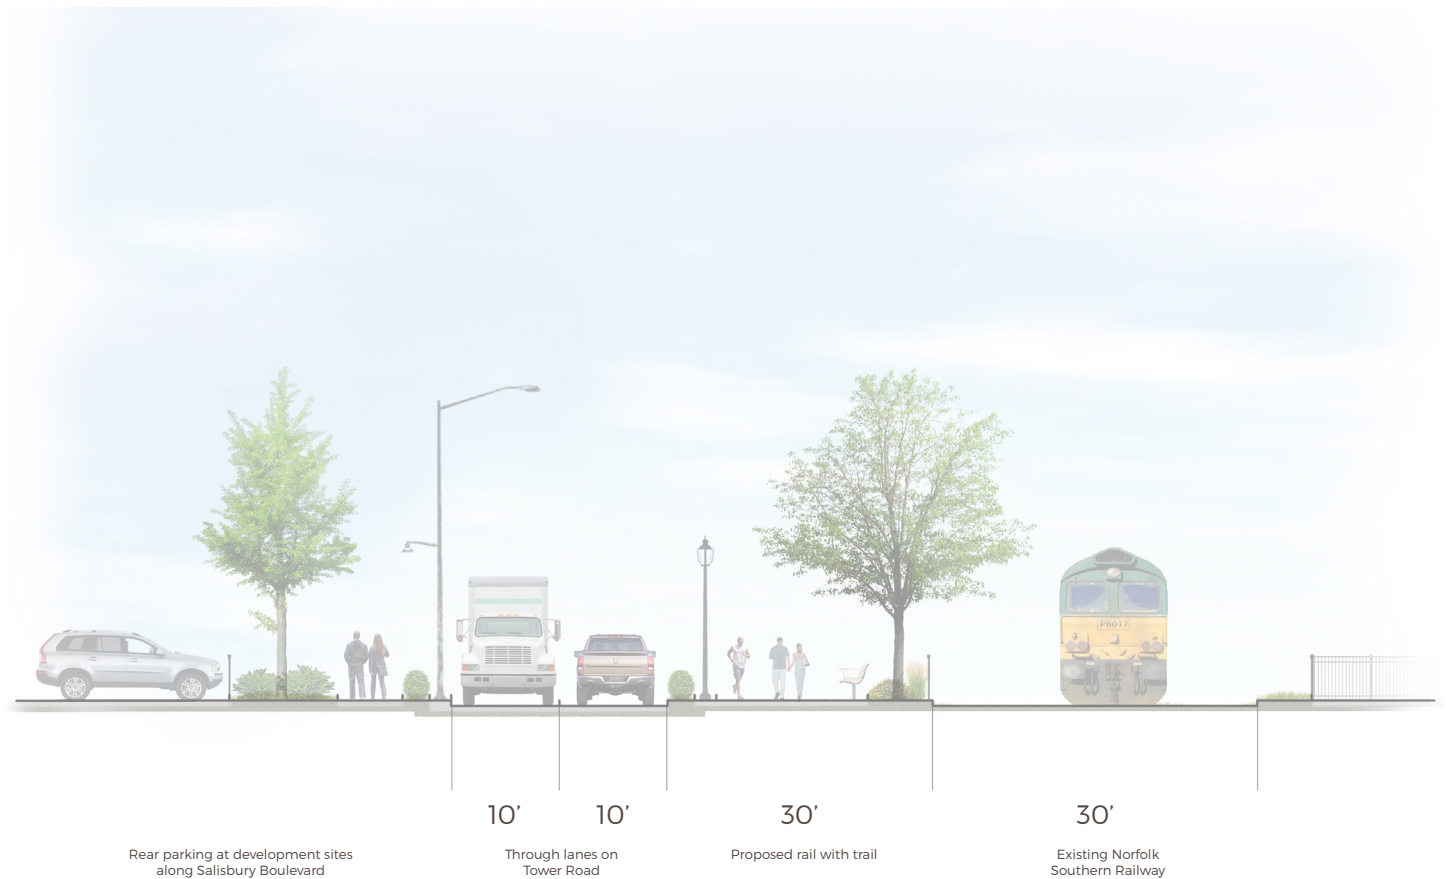 PB017
10’
10’
30’
30’
Rear parking at development sites
along Salisbury Boulevard
Through lanes on
Tower Road
Proposed rail with trail
Existing Norfolk
Southern Railway